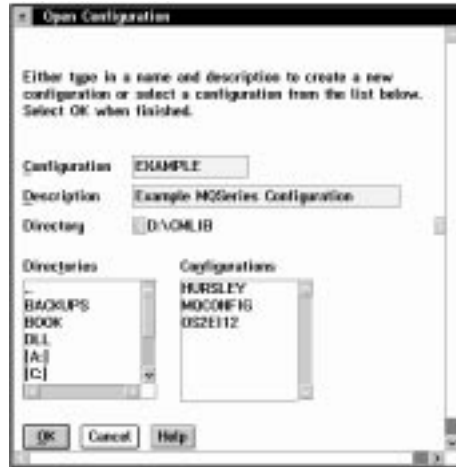 Open Configuration
Either type in a name and description to create a new
configuration or select a configuration from the list below.
Select OK when finished.
Configuration EXAMPLE
Description Example MQSeries Configuration
Directory D:\CMLIB
Directories Configurations
..
BACKUPS
BOOK
DLL
[A:]
[C:]
HURSLEY
MQCONFIG
OS2EI12
OK Cancel Help